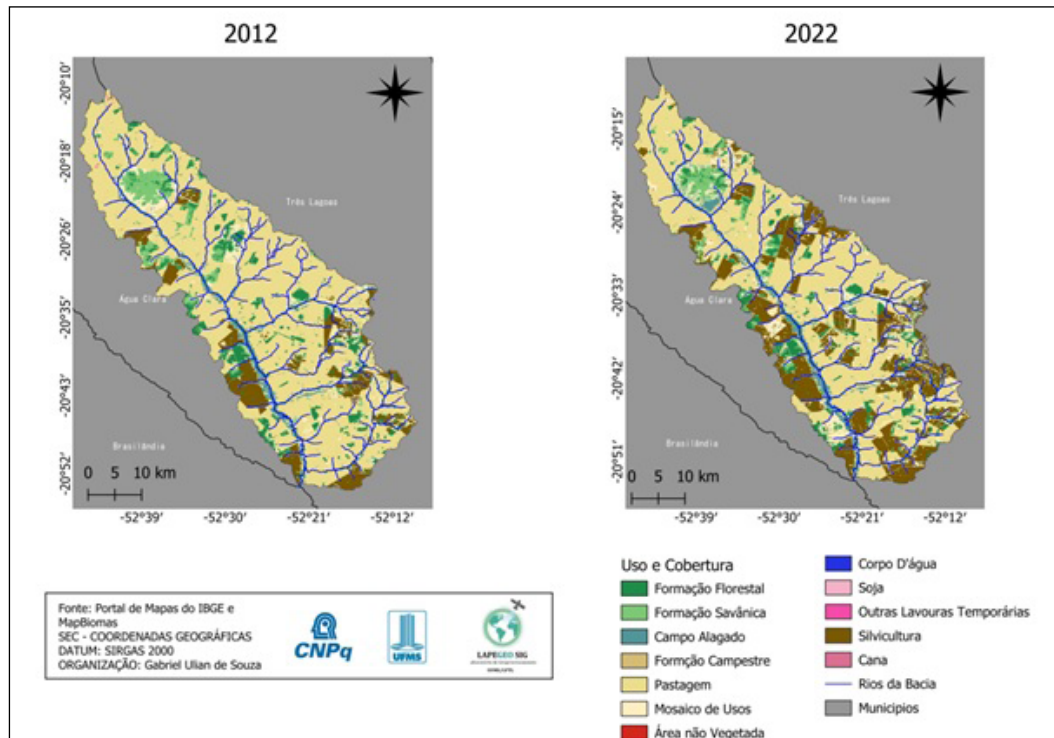 2012
2022
-20°10'
-20°18'
-20°26'
-20°35'
-20°43'
-20°52'
Três Lagoas
Água Clara
Brasilândia
0 5 10 km
-52°39' -52°30' -52°21' -52°12'
-20°15'
-20°24'
-20°33'
-20°42'
-20°51'
Três Lagoas
Água Clara
Brasilândia
0 5 10 km
-52°39' -52°30' -52°21' -52°12'
Fonte: Portal de Mapas do IBGE e
MapBiomas
SEC - COORDENADAS GEOGRÁFICAS
DATUM: SIRGAS 2000
ORGANIZAÇÃO: Gabriel Ulian de Souza
CNPq
UFMS
LAPEGEO SIG
Uso e Cobertura
Formação Florestal
Formação Savânica
Campo Alagado
Formção Campestre
Pastagem
Mosaico de Usos
Área não Vegetada
Corpo D'água
Soja
Outras Lavouras Temporárias
Silvicultura
Cana
Rios da Bacia
Municipios